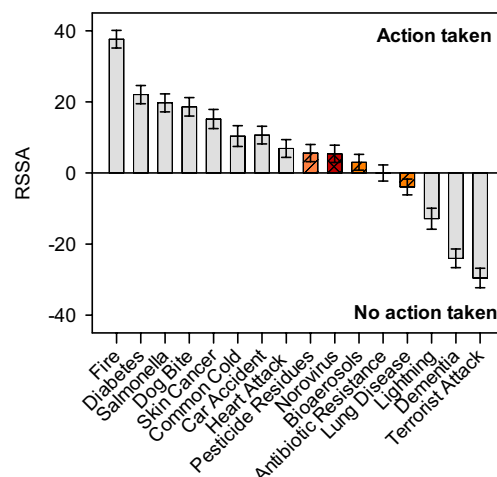 Action taken
40
20
0
-20
-40
RSSA
No action taken
Fire
Diabetes
Salmonella
Dog Bite
Skin Cancer
Common Cold
Car Accident
Heart Attack
Pesticide Residues
Norovirus
Bioaerosols
Antibiotic Resistance
Lung Disease
Lightning
Dementia
Terrorist Attack